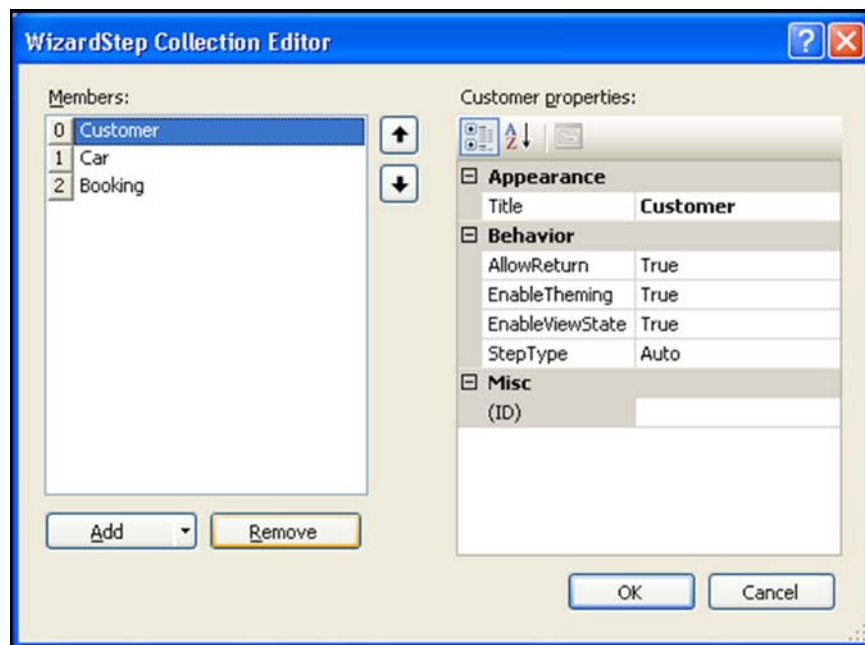 WizardStep Collection Editor
Members:
0 Customer
1 Car
2 Booking
Add
Remove
Customer properties:
Appearance
Title Customer
Behavior
AllowReturn True
EnableTheming True
EnableViewState True
StepType Auto
Misc
(ID)
OK
Cancel